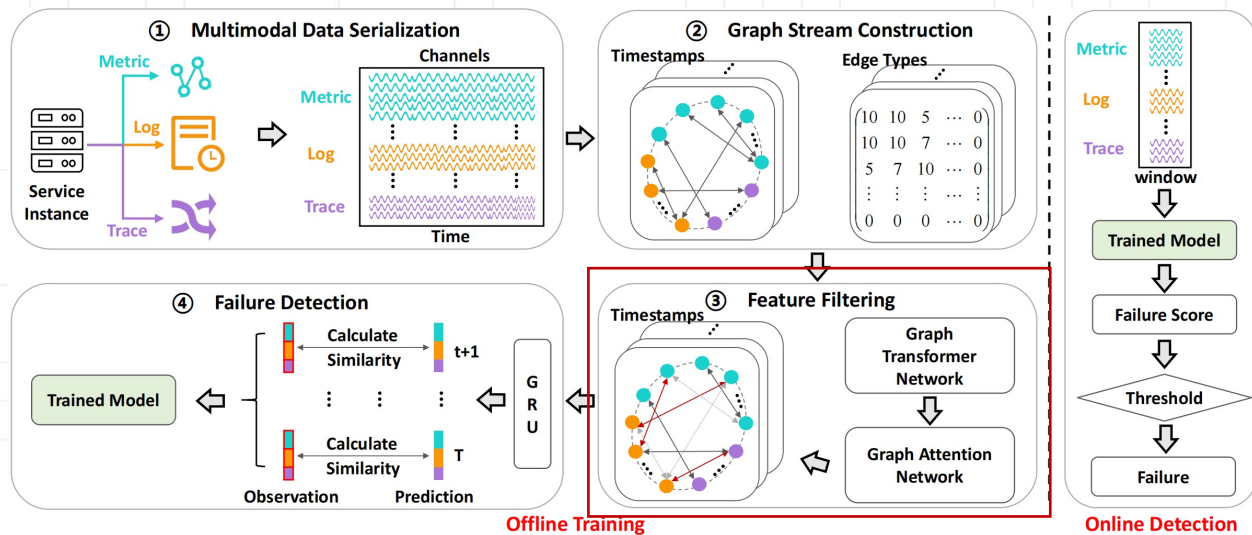 ① Multimodal Data Serialization
Metric
Log
Trace
Service
Instance
Channels
Metric
Log
Trace
Time
② Graph Stream Construction
Timestamps
Edge Types
10 10 5 ⋯ 0
10 10 7 ⋯ 0
5 7 10 ⋯ 0
⋮ ⋮ ⋮ ⋮
0 0 0 ⋯ 0
③ Feature Filtering
Timestamps
Graph
Transformer
Network
Graph Attention
Network
④ Failure Detection
GRU
Calculate
Similarity
t+1
Calculate
Similarity
T
Observation
Prediction
Trained Model
Offline Training
Metric
Log
Trace
window
Trained Model
Failure Score
Threshold
Failure
Online Detection